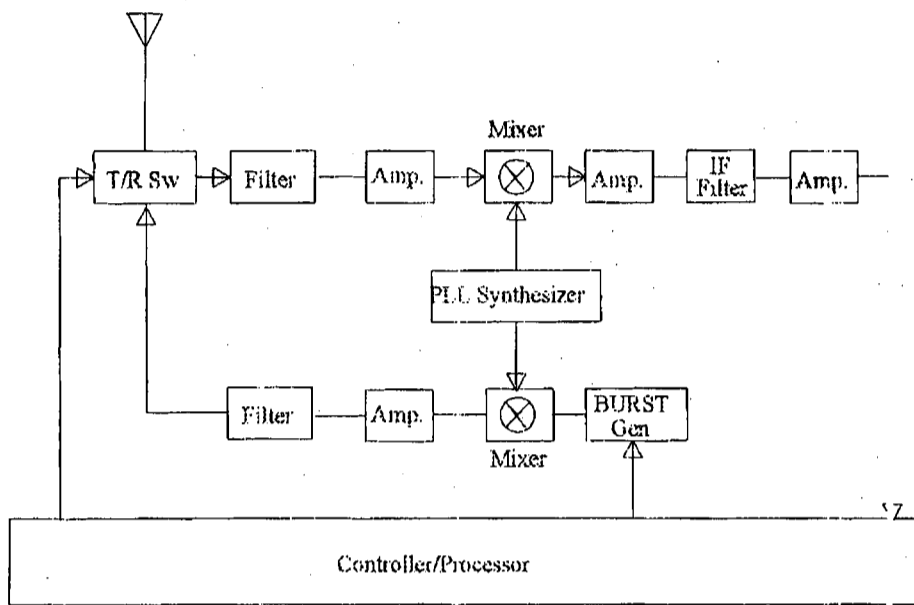 Mixer
T/R Sw
Filter
Amp.
Amp.
IF
Filter
Amp.
PLL Synthesizer
Filter
Amp.
BURST
Gen
Mixer
Controller/Processor